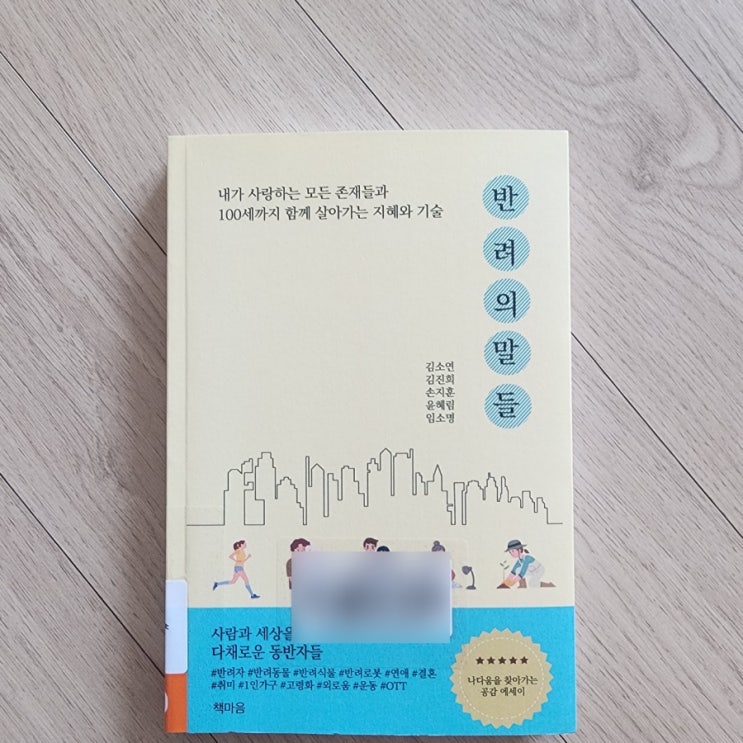 내가 사랑하는 모든 존재들과
100세까지 함께 살아가는 지혜와 기술
반려의말들
김소연
김진희
손지훈
윤혜림
임소명
사람과 세상을
다채로운 동반자들
#반려자 #반려동물 #반려식물 #반려로봇 #연애 #결혼
#취미 #1인가구 #고령화 #외로움 #운동 #OTT
책마음
★★★★★
나다움을 찾아가는
공감 에세이